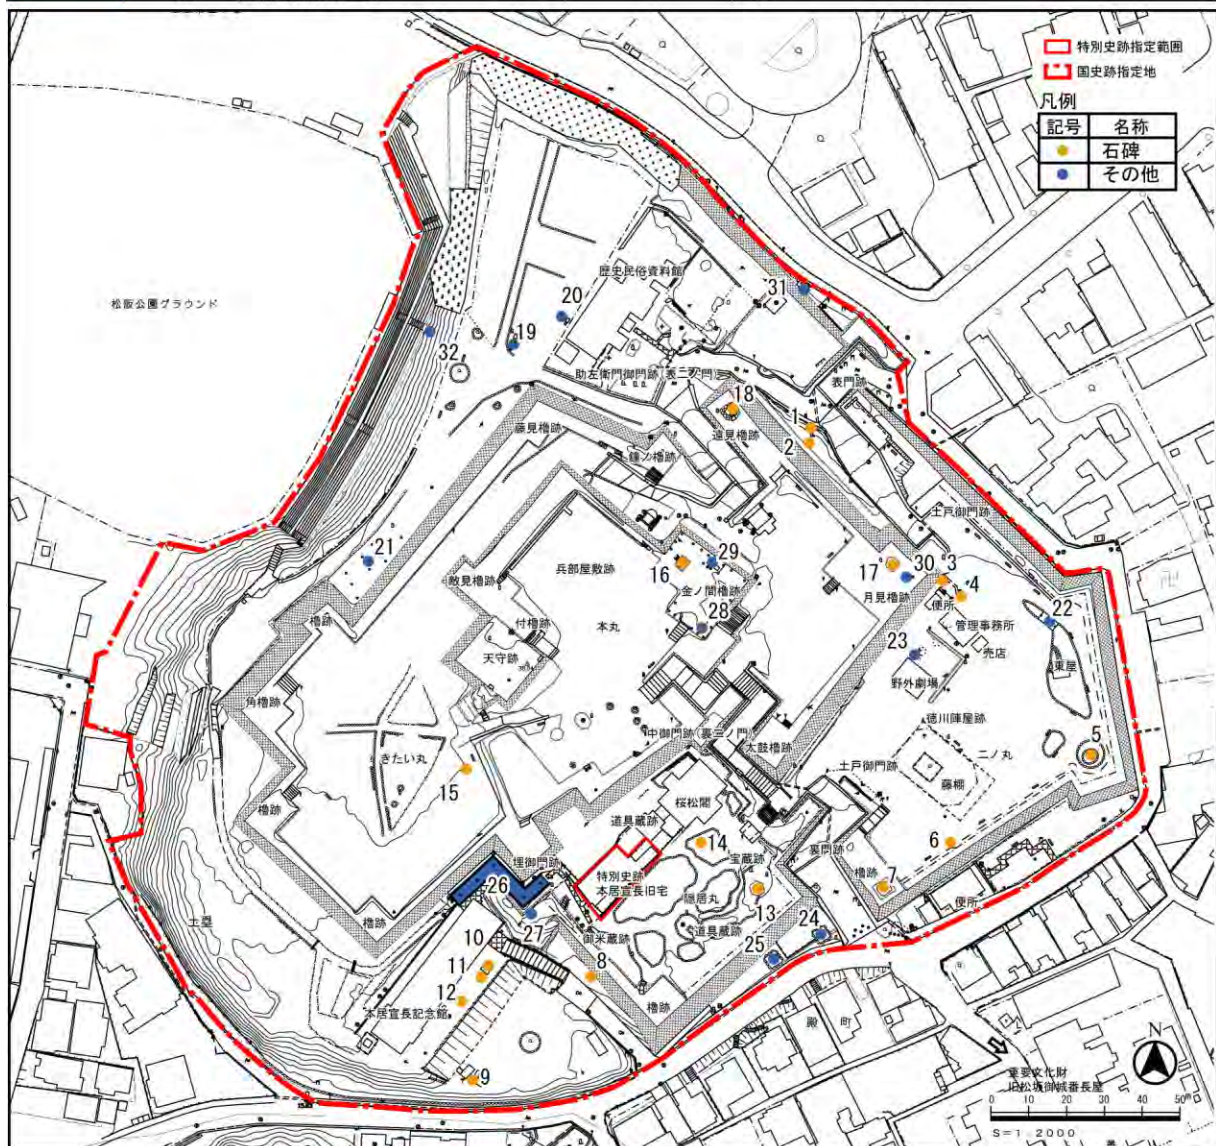 特別史跡指定範囲
国史跡指定地
凡例
記号 名称
石碑
その他
松阪公園グラウンド
歴史民俗資料館
31
20
19
32
助左衛門御門跡(表二ノ門)
表門跡
18
遠見櫓跡
1
2
藤見櫓跡
鐘ノ櫓跡
土戸御門跡
21
敵見櫓跡
兵部屋敷跡
16
29
金ノ間櫓跡
17
30
月見櫓跡
3
4
便所
櫓跡
付櫓跡
本丸
28
管理事務所
22
天守跡
23
売店
東屋
野外劇場
角櫓跡
中御門跡(裏二ノ門)
太鼓櫓跡
徳川陣屋跡
二ノ丸
5
きたい丸
15
土戸御門跡
藤棚
櫓跡
桜松閣
道具蔵跡
14
宝蔵跡
裏門跡
6
埋御門跡
特別史跡
本居宣長旧宅
隠居丸
13
櫓跡
7
便所
26
27
土塁
櫓跡
御米蔵跡
道具蔵跡
24
25
10
11
12
8
櫓跡
本居宣長記念館
殿町
9
N
重要文化財
旧松坂御城番長屋
0 10 20 30 40 50m
S=1:2000